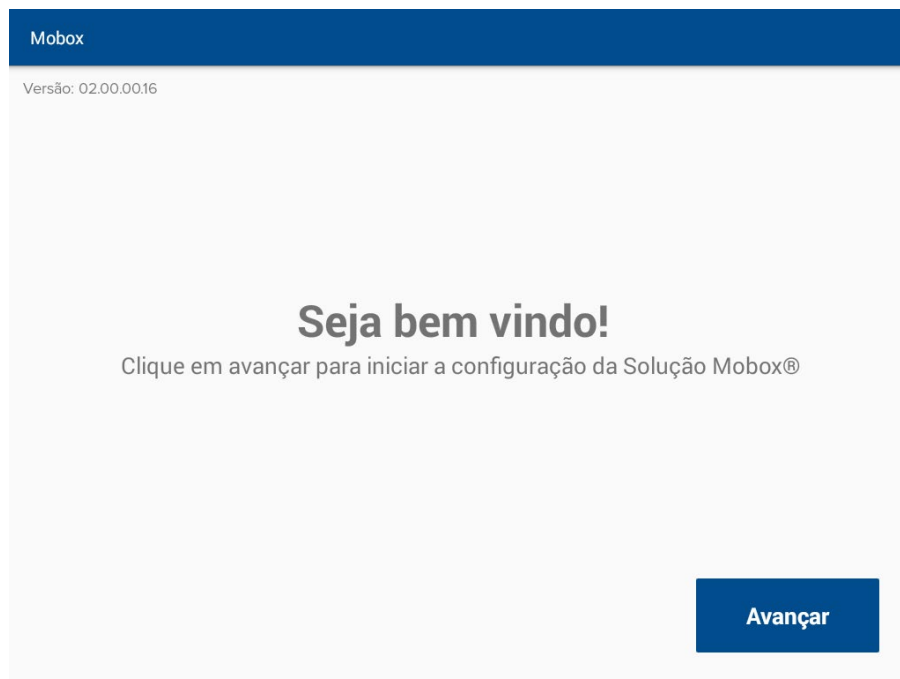 Mobox
Versão: 02.00.00.16
Seja bem vindo!
Clique em avançar para iniciar a configuração da Solução Mobox®
Avançar